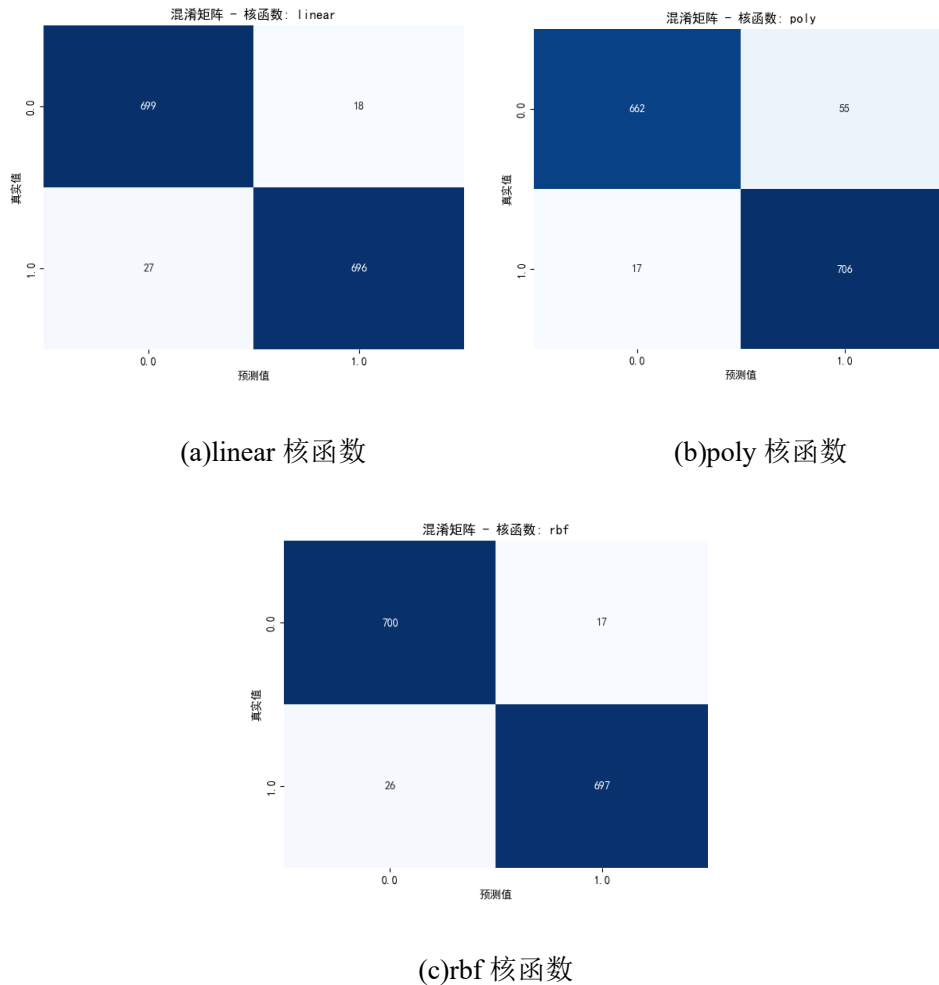 混淆矩阵 - 核函数: linear
0.0
699
18
真实值
1.0
27
696
0.0
1.0
预测值
(a)linear 核函数
混淆矩阵 - 核函数: poly
0.0
662
55
真实值
1.0
17
706
0.0
1.0
预测值
(b)poly 核函数
混淆矩阵 - 核函数: rbf
0.0
700
17
真实值
1.0
26
697
0.0
1.0
预测值
(c)rbf 核函数